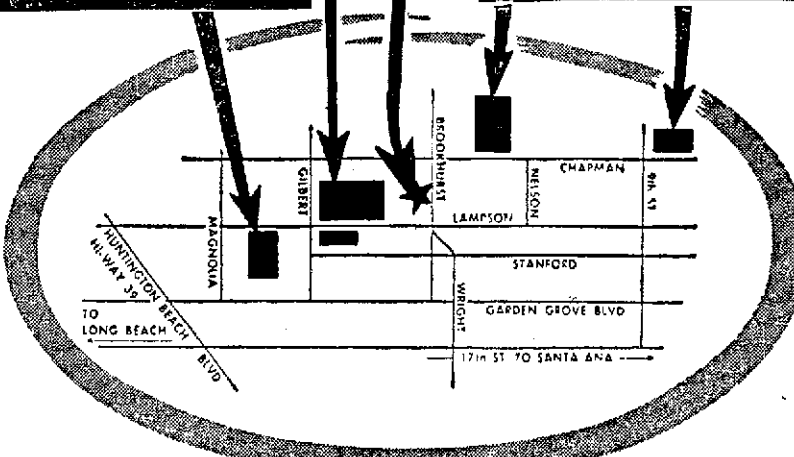 BROOKHURST
CHAPMAN
GILBERT
NELSON
9th ST
LAMPSON
MAGNOLIA
STANFORD
HUNTINGTON BEACH
HI-WAY 39
BLVD
WRIGHT
GARDEN GROVE BLVD
TO
LONG BEACH
17th ST TO SANTA ANA